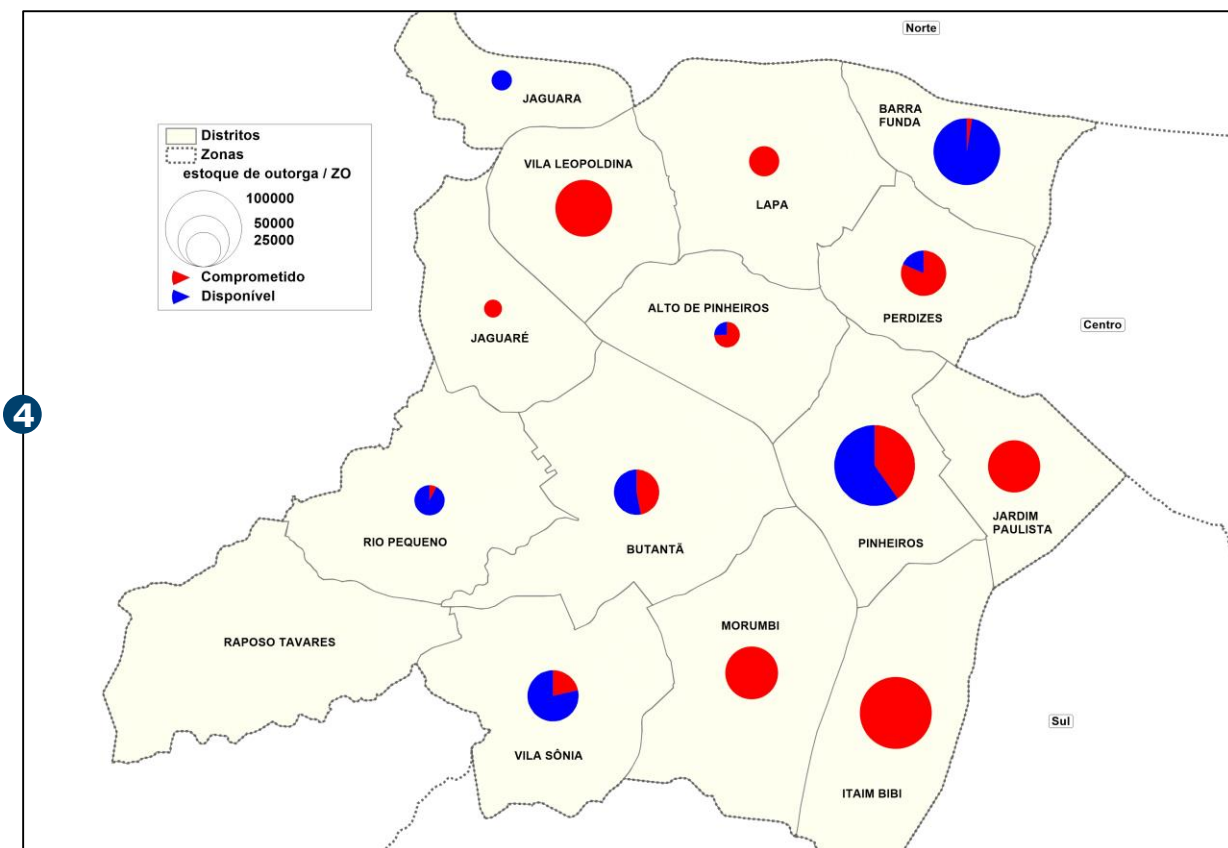 Norte
JAGUARA
BARRA
FUNDA
Distritos
Zonas
estoque de outorga / ZO
100000
50000
25000
Comprometido
Disponível
VILA LEOPOLDINA
LAPA
ALTO DE PINHEIROS
PERDIZES
Centro
JAGUARÉ
4
JARDIM
PAULISTA
RIO PEQUENO
BUTANTÃ
PINHEIROS
MORUMBI
RAPOSO TAVARES
Sul
VILA SÔNIA
ITAIM BIBI